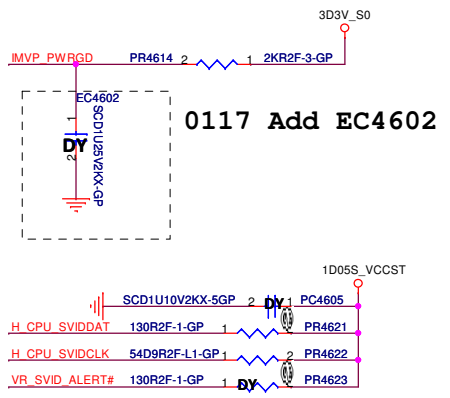 3D3V_S0
IMVP_PWRGD PR4614 2 1 2KR2F-3-GP
EC4602
1
SCD1U25V2KX-GP
DY
2
0117 Add EC4602
1D05S_VCCST
SCD1U10V2KX-5GP 2 DY 1 PC4605
H_CPU_SVIDDAT 130R2F-1-GP 1 PR4621
H_CPU_SVIDCLK 54D9R2F-L1-GP 1 2 PR4622
VR_SVID_ALERT# 130R2F-1-GP 1 DY PR4623